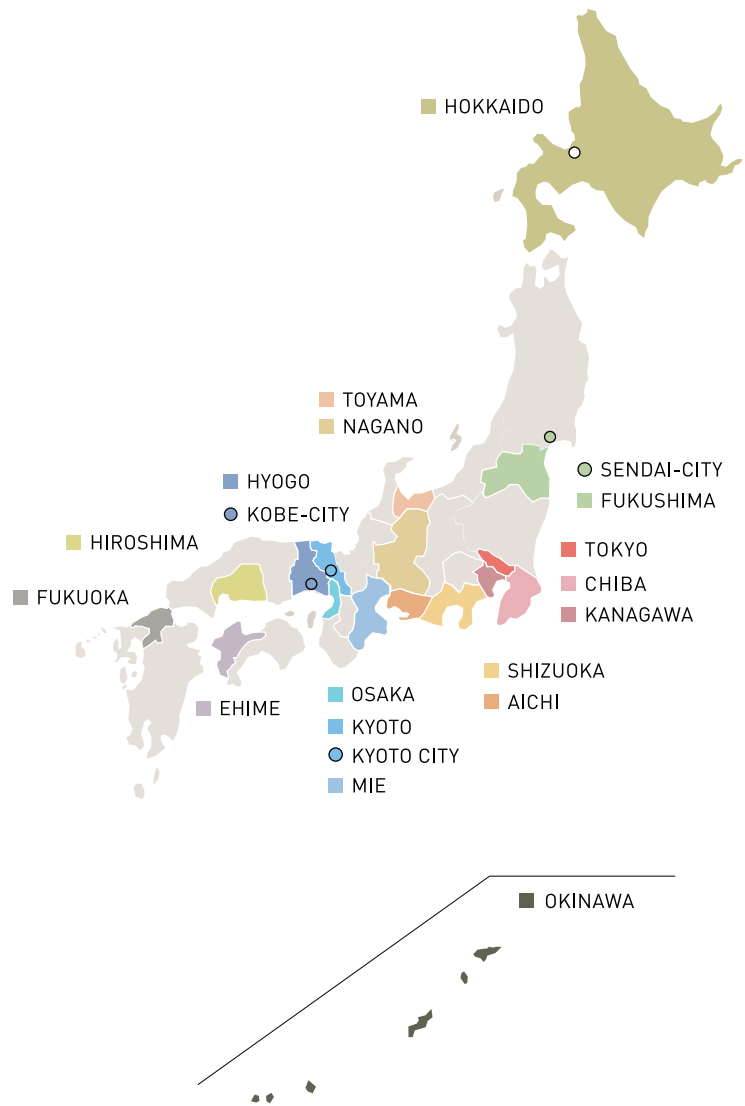 HOKKAIDO
TOYAMA
NAGANO
SENDAI-CITY
FUKUSHIMA
HYOGO
KOBE-CITY
HIROSHIMA
FUKUOKA
TOKYO
CHIBA
KANAGAWA
SHIZUOKA
AICHI
EHIME
OSAKA
KYOTO
KYOTO CITY
MIE
OKINAWA